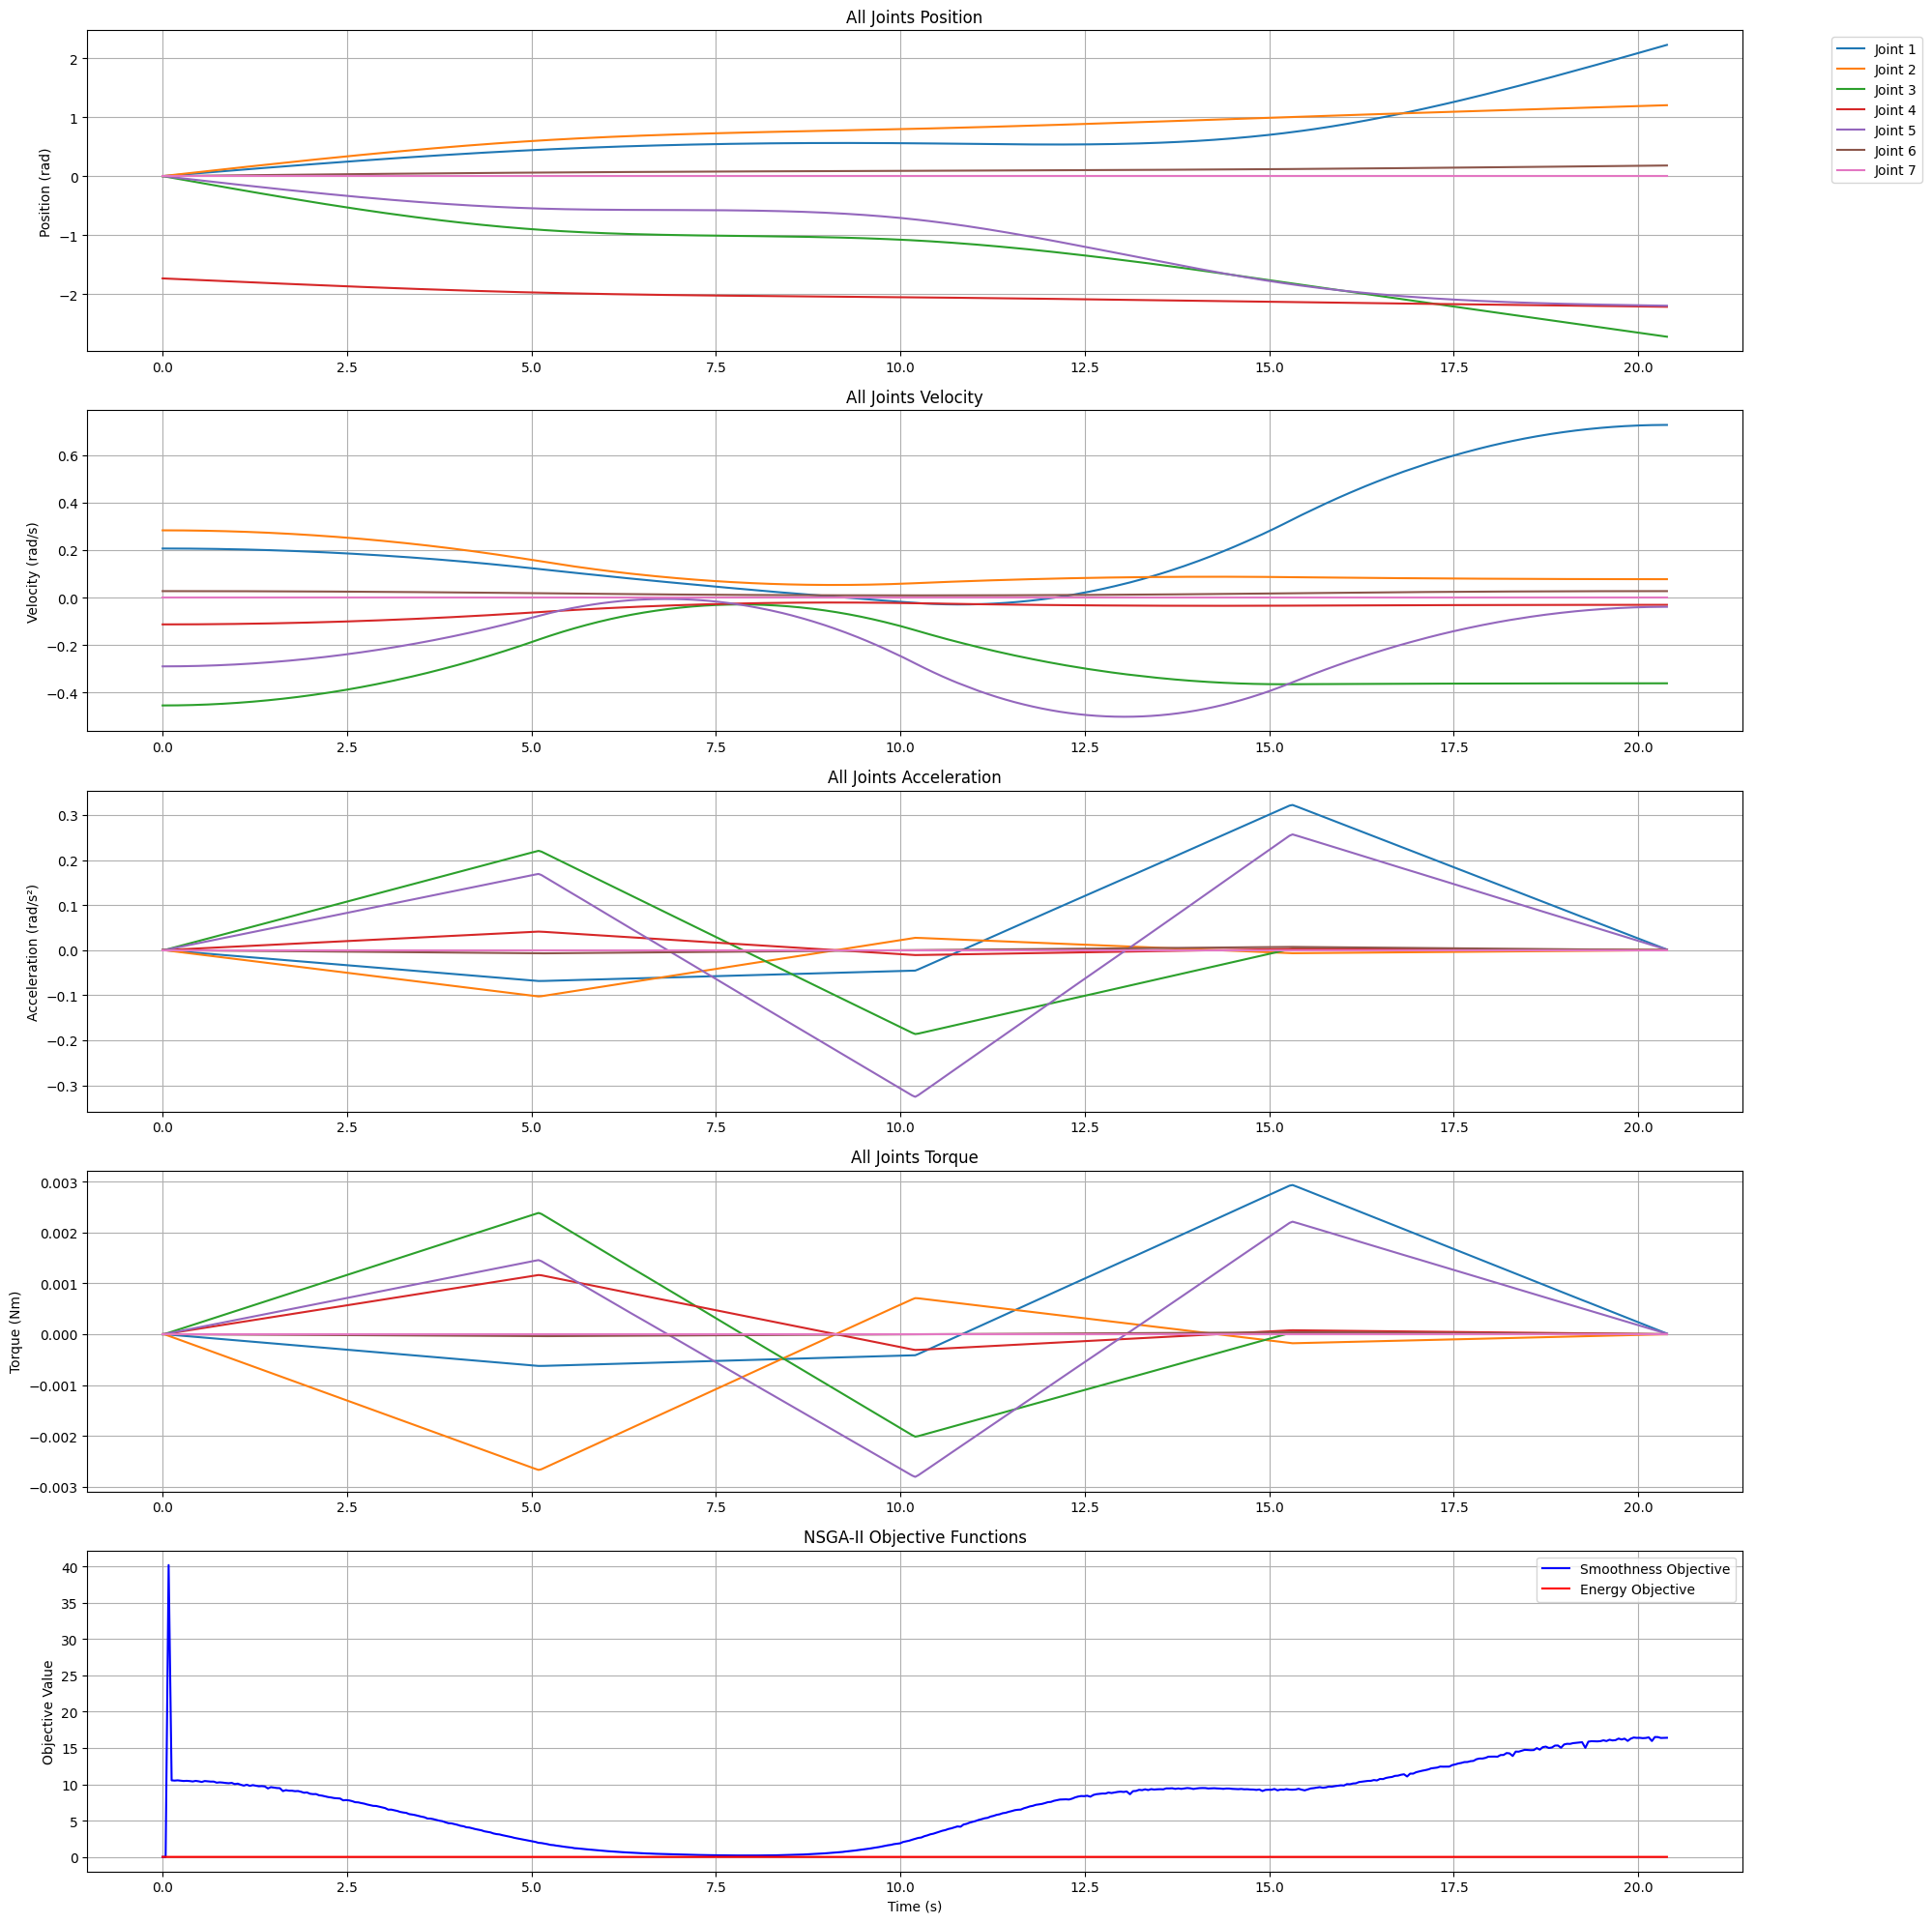 All Joints Position
Position (rad)
2
1
0
−1
−2
0.0 2.5 5.0 7.5 10.0 12.5 15.0 17.5 20.0
Joint 1
Joint 2
Joint 3
Joint 4
Joint 5
Joint 6
Joint 7
All Joints Velocity
Velocity (rad/s)
0.6
0.4
0.2
0.0
−0.2
−0.4
0.0 2.5 5.0 7.5 10.0 12.5 15.0 17.5 20.0
All Joints Acceleration
Acceleration (rad/s²)
0.3
0.2
0.1
0.0
−0.1
−0.2
−0.3
0.0 2.5 5.0 7.5 10.0 12.5 15.0 17.5 20.0
All Joints Torque
Torque (Nm)
0.003
0.002
0.001
0.000
−0.001
−0.002
−0.003
0.0 2.5 5.0 7.5 10.0 12.5 15.0 17.5 20.0
NSGA-II Objective Functions
Objective Value
40
35
30
25
20
15
10
5
0
Smoothness Objective
Energy Objective
0.0 2.5 5.0 7.5 10.0 12.5 15.0 17.5 20.0
Time (s)